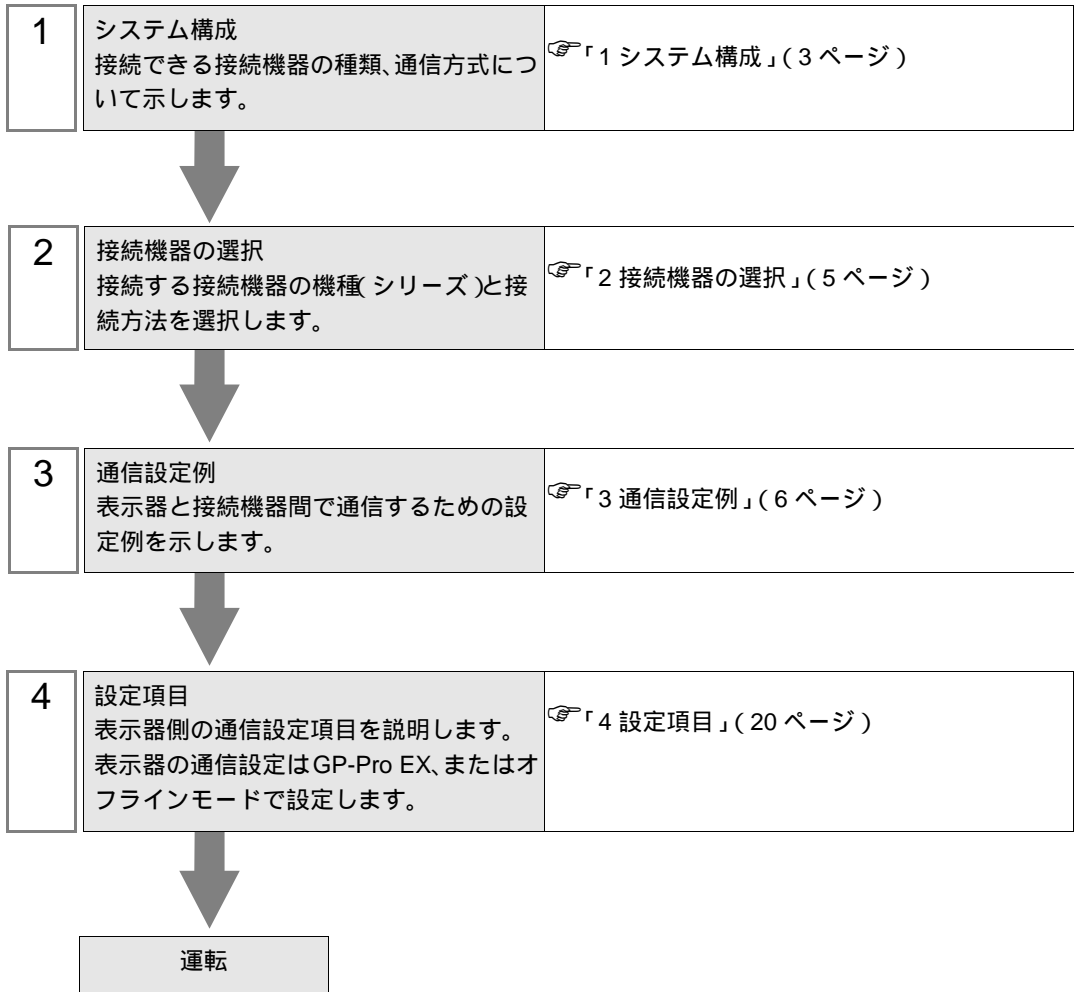 1
システム構成
接続できる接続機器の種類、通信方式につ
いて示します。
☞「1 システム構成」(3 ページ)
2
接続機器の選択
接続する接続機器の機種(シリーズ)と接
続方法を選択します。
☞「2 接続機器の選択」(5 ページ)
3
通信設定例
表示器と接続機器間で通信するための設
定例を示します。
☞「3 通信設定例」(6 ページ)
4
設定項目
表示器側の通信設定項目を説明します。
表示器の通信設定はGP-Pro EX、またはオ
フラインモードで設定します。
☞「4 設定項目」(20 ページ)
運転